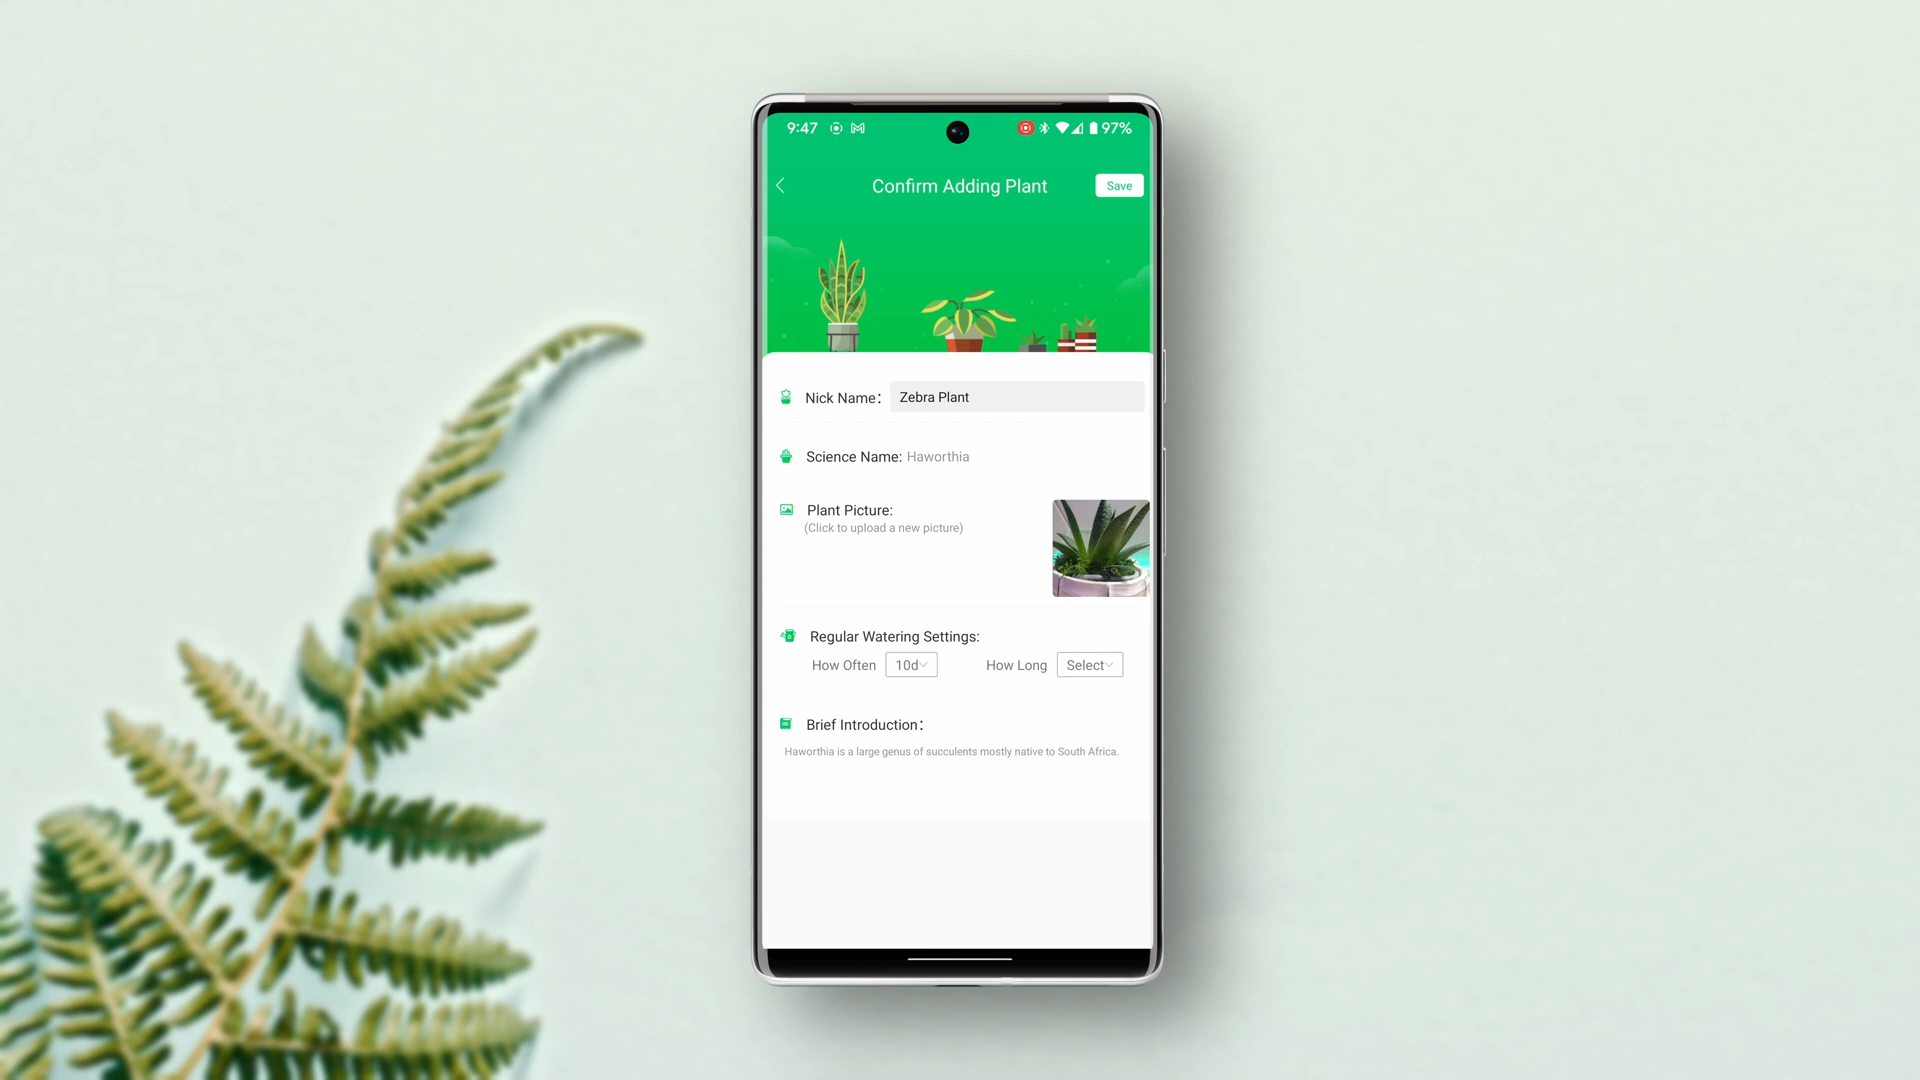 9:47 97%
Confirm Adding Plant Save
Nick Name: Zebra Plant
Science Name: Haworthia
Plant Picture:
(Click to upload a new picture)
Regular Watering Settings:
How Often 10d How Long Select
Brief Introduction:
Haworthia is a large genus of succulents mostly native to South Africa.